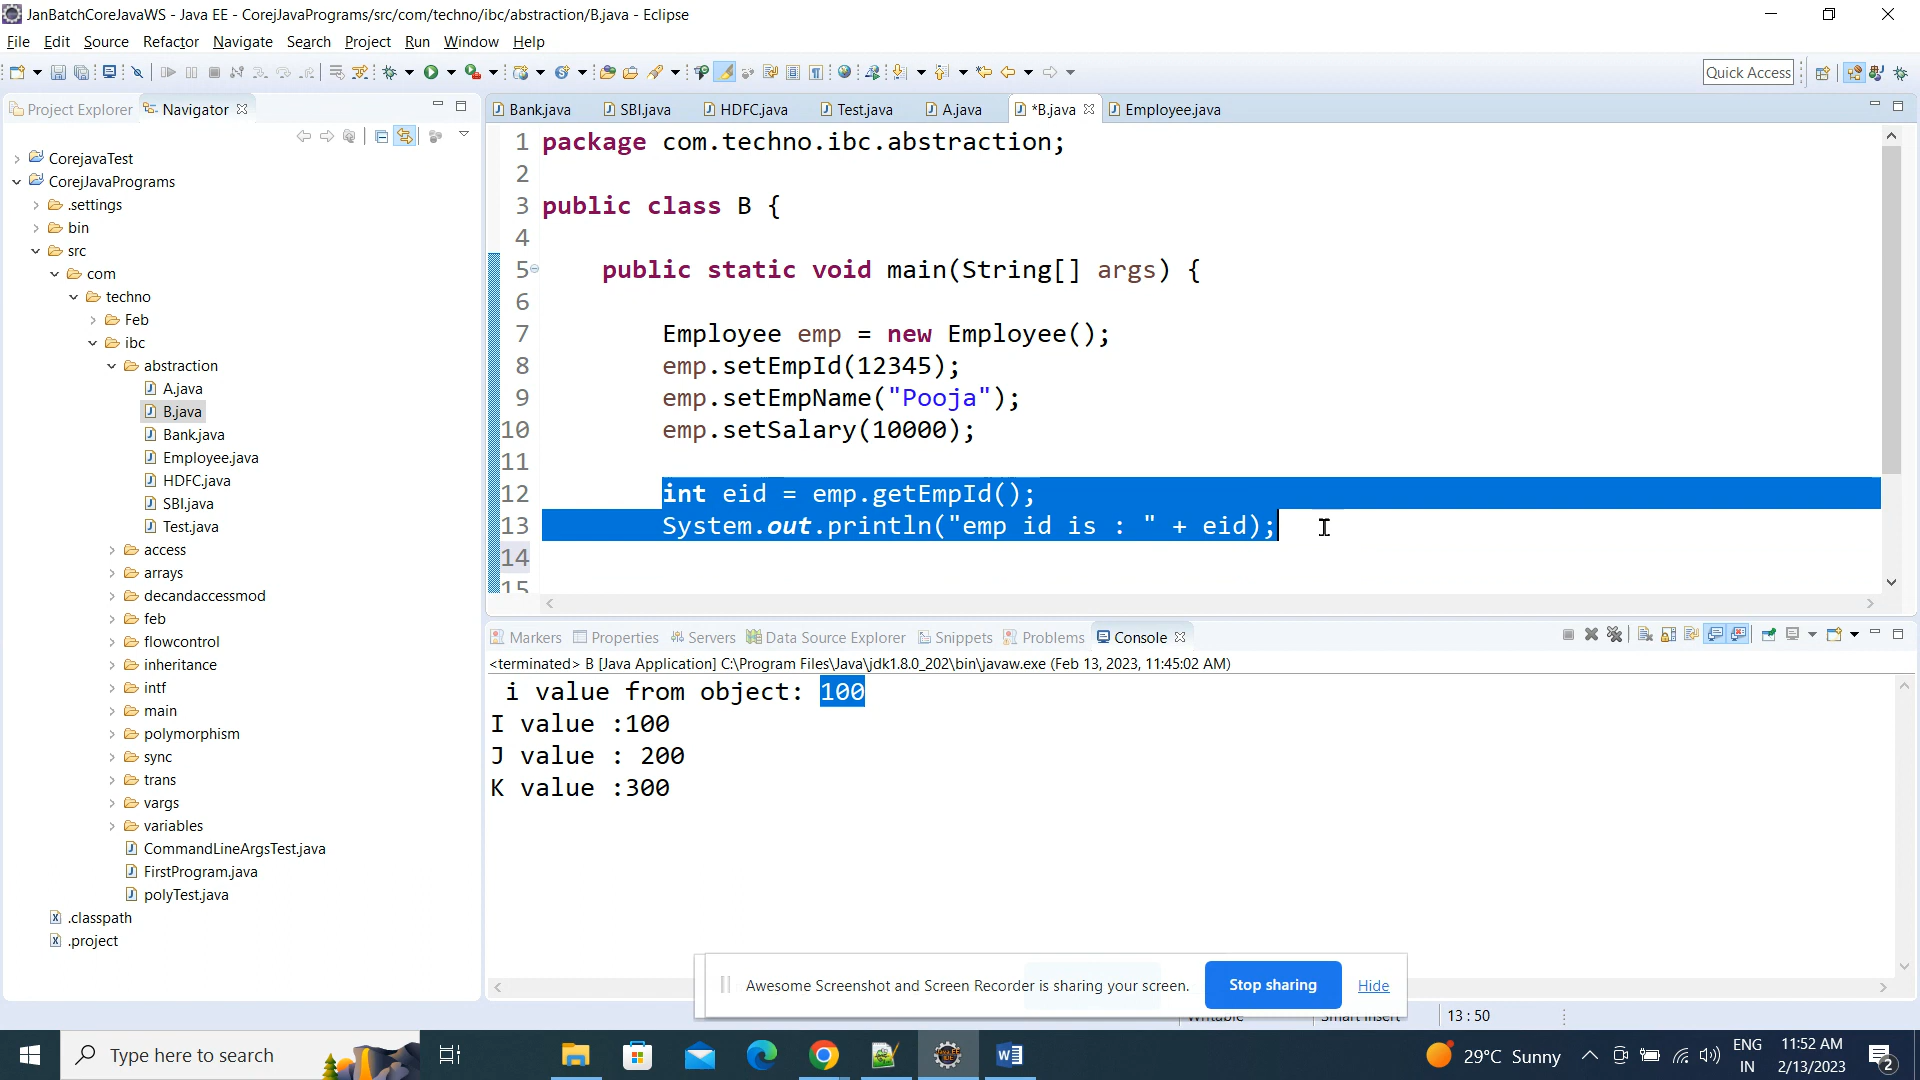 JanBatchCoreJavaWS - Java EE - CorejJavaPrograms/src/com/techno/ibc/abstraction/B.java - Eclipse
File Edit Source Refactor Navigate Search Project Run Window Help
Quick Access
Project Explorer Navigator
Bank.java SBI.java HDFC.java Test.java A.java *B.java Employee.java
CorejavaTest
CorejJavaPrograms
.settings
bin
src
com
techno
Feb
ibc
abstraction
A.java
B.java
Bank.java
Employee.java
HDFC.java
SBI.java
Test.java
access
arrays
decandaccessmod
feb
flowcontrol
inheritance
intf
main
polymorphism
sync
trans
vargs
variables
CommandLineArgsTest.java
FirstProgram.java
polyTest.java
.classpath
.project
1 package com.techno.ibc.abstraction;
2
3 public class B {
4
5 public static void main(String[] args) {
6
7 Employee emp = new Employee();
8 emp.setEmpId(12345);
9 emp.setEmpName("Pooja");
10 emp.setSalary(10000);
11
12 int eid = emp.getEmpId();
13 System.out.println("emp id is : " + eid);
14
15
Markers Properties Servers Data Source Explorer Snippets Problems Console
<terminated> B [Java Application] C:\Program Files\Java\jdk1.8.0_202\bin\javaw.exe (Feb 13, 2023, 11:45:02 AM)
i value from object: 100
I value :100
J value : 200
K value :300
Awesome Screenshot and Screen Recorder is sharing your screen. Stop sharing Hide
Writable Smart Insert 13 : 50
Type here to search
29°C Sunny
ENG
IN
11:52 AM
2/13/2023
2